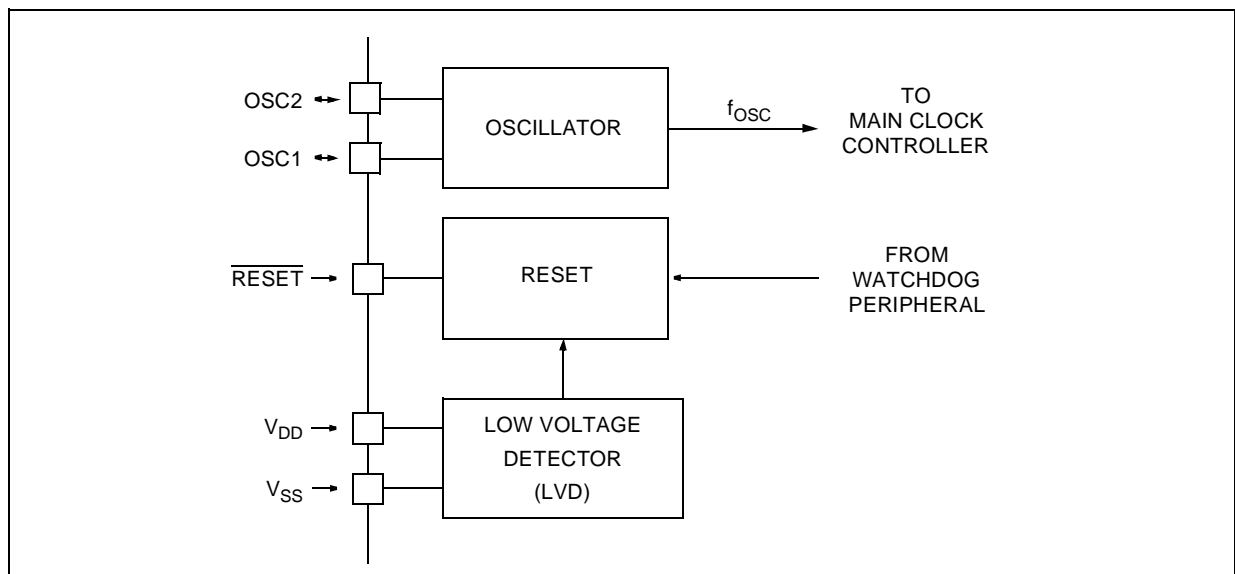 OSC2
OSC1
OSCILLATOR
fOSC
TO
MAIN CLOCK
CONTROLLER
RESET
RESET
FROM
WATCHDOG
PERIPHERAL
VDD
VSS
LOW VOLTAGE
DETECTOR
(LVD)